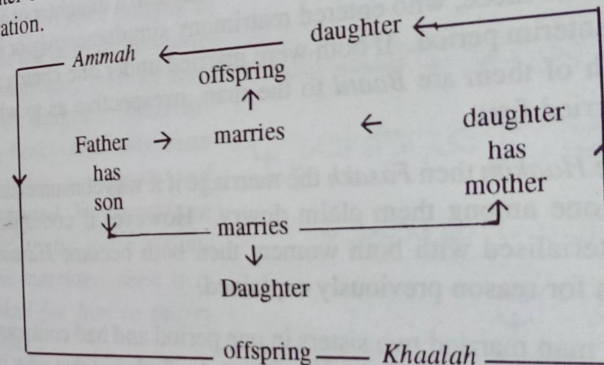 ation.
daughter
Ammah
offspring
Father marries daughter
has has
son mother
marries
Daughter
offspring Khaalah